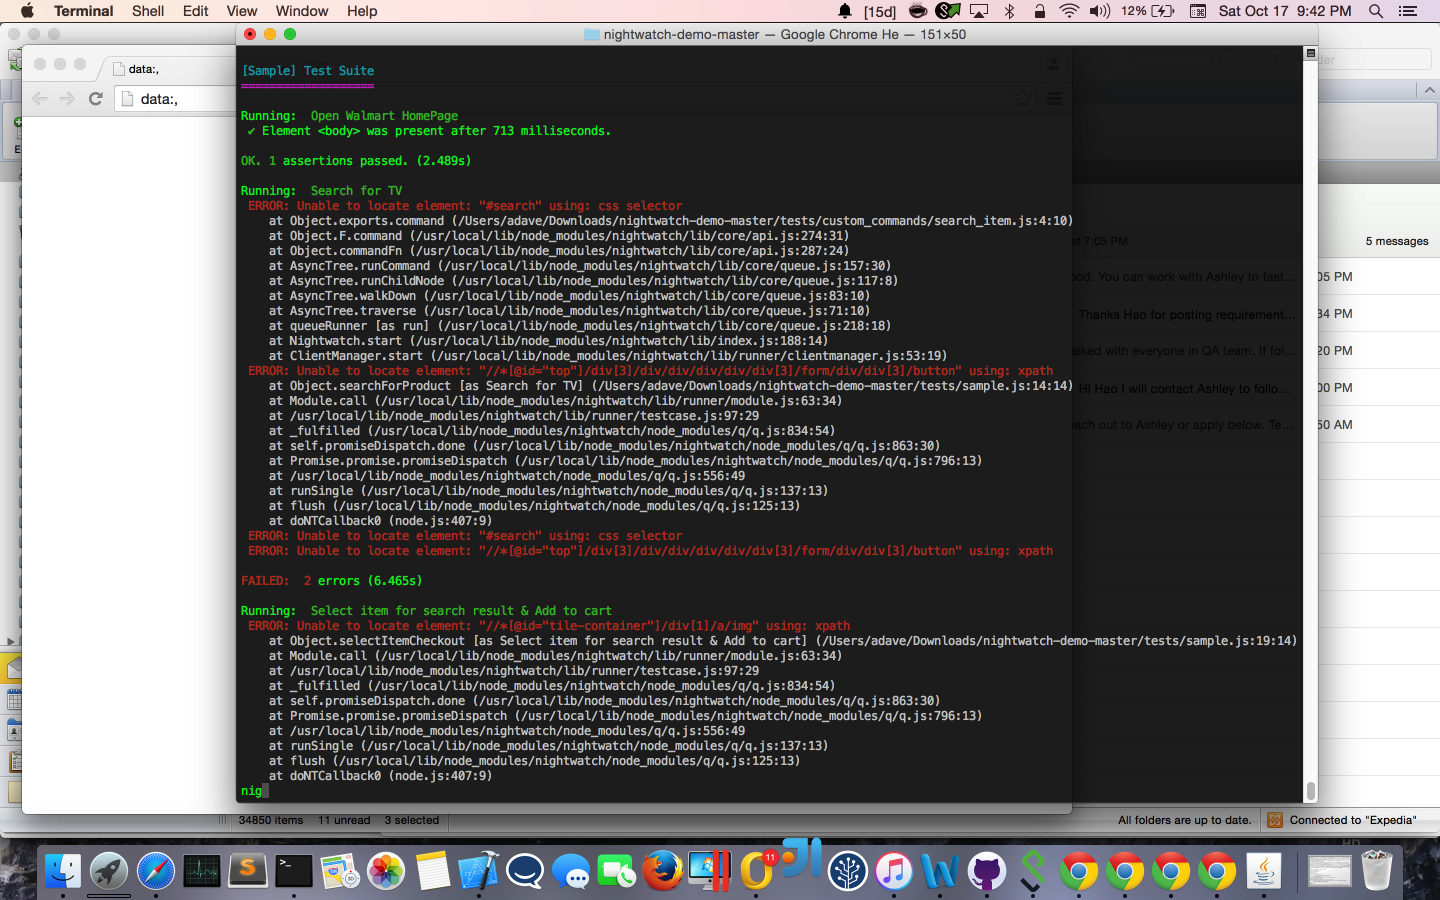 Terminal Shell Edit View Window Help
[15d] 12% Sat Oct 17 9:42 PM
nightwatch-demo-master — Google Chrome He — 151×50
data:,
data:,
[Sample] Test Suite
===================
Running: Open Walmart HomePage
✔ Element <body> was present after 713 milliseconds.
OK. 1 assertions passed. (2.489s)
Running: Search for TV
ERROR: Unable to locate element: "#search" using: css selector
at Object.exports.command (/Users/adave/Downloads/nightwatch-demo-master/tests/custom_commands/search_item.js:4:10)
at Object.F.command (/usr/local/lib/node_modules/nightwatch/lib/core/api.js:274:31)
at Object.commandFn (/usr/local/lib/node_modules/nightwatch/lib/core/api.js:287:24)
at AsyncTree.runCommand (/usr/local/lib/node_modules/nightwatch/lib/core/queue.js:157:30)
at AsyncTree.runChildNode (/usr/local/lib/node_modules/nightwatch/lib/core/queue.js:117:8)
at AsyncTree.walkDown (/usr/local/lib/node_modules/nightwatch/lib/core/queue.js:83:10)
at AsyncTree.traverse (/usr/local/lib/node_modules/nightwatch/lib/core/queue.js:71:10)
at queueRunner [as run] (/usr/local/lib/node_modules/nightwatch/lib/core/queue.js:218:18)
at Nightwatch.start (/usr/local/lib/node_modules/nightwatch/lib/index.js:188:14)
at ClientManager.start (/usr/local/lib/node_modules/nightwatch/lib/runner/clientmanager.js:53:19)
ERROR: Unable to locate element: "//*[@id="top"]/div[3]/div/div/div/div/div[3]/form/div/div[3]/button" using: xpath
at Object.searchForProduct [as Search for TV] (/Users/adave/Downloads/nightwatch-demo-master/tests/sample.js:14:14)
at Module.call (/usr/local/lib/node_modules/nightwatch/lib/runner/module.js:63:34)
at /usr/local/lib/node_modules/nightwatch/lib/runner/testcase.js:97:29
at _fulfilled (/usr/local/lib/node_modules/nightwatch/node_modules/q/q.js:834:54)
at self.promiseDispatch.done (/usr/local/lib/node_modules/nightwatch/node_modules/q/q.js:863:30)
at Promise.promise.promiseDispatch (/usr/local/lib/node_modules/nightwatch/node_modules/q/q.js:796:13)
at /usr/local/lib/node_modules/nightwatch/node_modules/q/q.js:556:49
at runSingle (/usr/local/lib/node_modules/nightwatch/node_modules/q/q.js:137:13)
at flush (/usr/local/lib/node_modules/nightwatch/node_modules/q/q.js:125:13)
at doNTCallback0 (node.js:407:9)
ERROR: Unable to locate element: "#search" using: css selector
ERROR: Unable to locate element: "//*[@id="top"]/div[3]/div/div/div/div/div[3]/form/div/div[3]/button" using: xpath
FAILED: 2 errors (6.465s)
Running: Select item for search result & Add to cart
ERROR: Unable to locate element: "//*[@id="tile-container"]/div[1]/a/img" using: xpath
at Object.selectItemCheckout [as Select item for search result & Add to cart] (/Users/adave/Downloads/nightwatch-demo-master/tests/sample.js:19:14)
at Module.call (/usr/local/lib/node_modules/nightwatch/lib/runner/module.js:63:34)
at /usr/local/lib/node_modules/nightwatch/lib/runner/testcase.js:97:29
at _fulfilled (/usr/local/lib/node_modules/nightwatch/node_modules/q/q.js:834:54)
at self.promiseDispatch.done (/usr/local/lib/node_modules/nightwatch/node_modules/q/q.js:863:30)
at Promise.promise.promiseDispatch (/usr/local/lib/node_modules/nightwatch/node_modules/q/q.js:796:13)
at /usr/local/lib/node_modules/nightwatch/node_modules/q/q.js:556:49
at runSingle (/usr/local/lib/node_modules/nightwatch/node_modules/q/q.js:137:13)
at flush (/usr/local/lib/node_modules/nightwatch/node_modules/q/q.js:125:13)
at doNTCallback0 (node.js:407:9)
nig
at 7:05 PM
5 messages
You can work with Ashley to fast... 05 PM
Thanks Hao for posting requirement... 34 PM
alked with everyone in QA team. If fol... 20 PM
Hi Hao I will contact Ashley to follo... 00 PM
each out to Ashley or apply below. Te... 50 AM
34850 items 11 unread 3 selected
All folders are up to date. Connected to "Expedia"
11